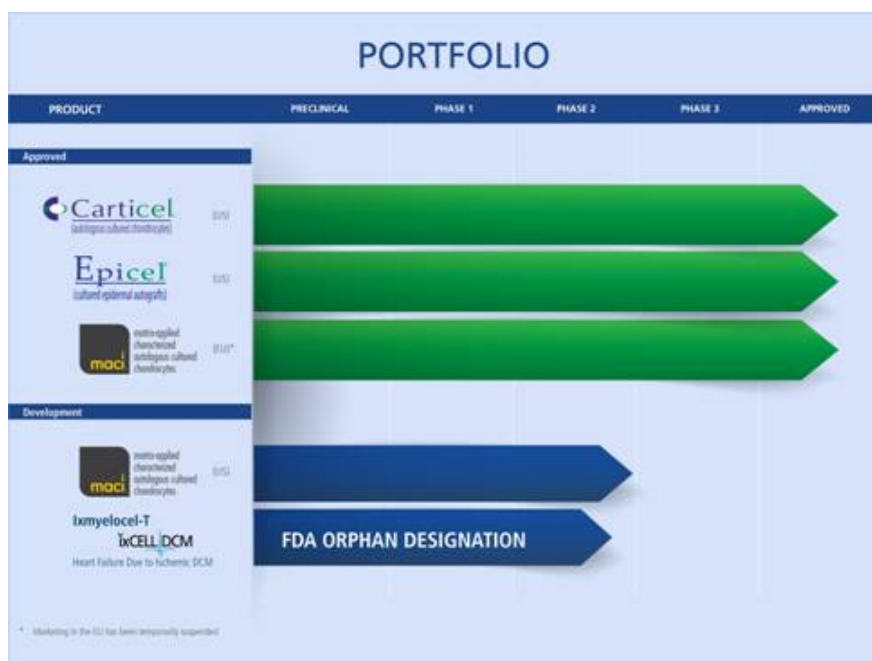 PORTFOLIO
PRODUCT PRECLINICAL PHASE 1 PHASE 2 PHASE 3 APPROVED
Approved
Carticel (US)
(autologous cultured chondrocytes)
Epicel (US)
(cultured epidermal autografts)
maci matrix-applied
characterized
autologous cultured
chondrocytes
(EU)*
Development
maci matrix-applied
characterized
autologous cultured
chondrocytes
(US)
Ixmyelocel-T
ixCELL DCM
Heart Failure Due to Ischemic DCM
FDA ORPHAN DESIGNATION
* Marketing in the EU has been temporarily suspended